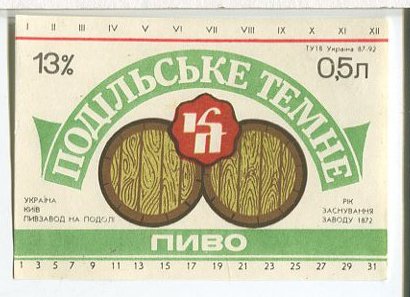 I II III IV V VI VII VIII IX X XI XII
ТУ18 Україна 87-92
13% 0,5л
ПОДІЛЬСЬКЕ ТЕМНЕ
УКРАЇНА
КИЇВ
ПИВЗАВОД НА ПОДОЛІ
РІК
ЗАСНУВАННЯ
ЗАВОДУ 1872
ПИВО
1 3 5 7 9 11 13 15 17 19 21 23 25 27 29 31